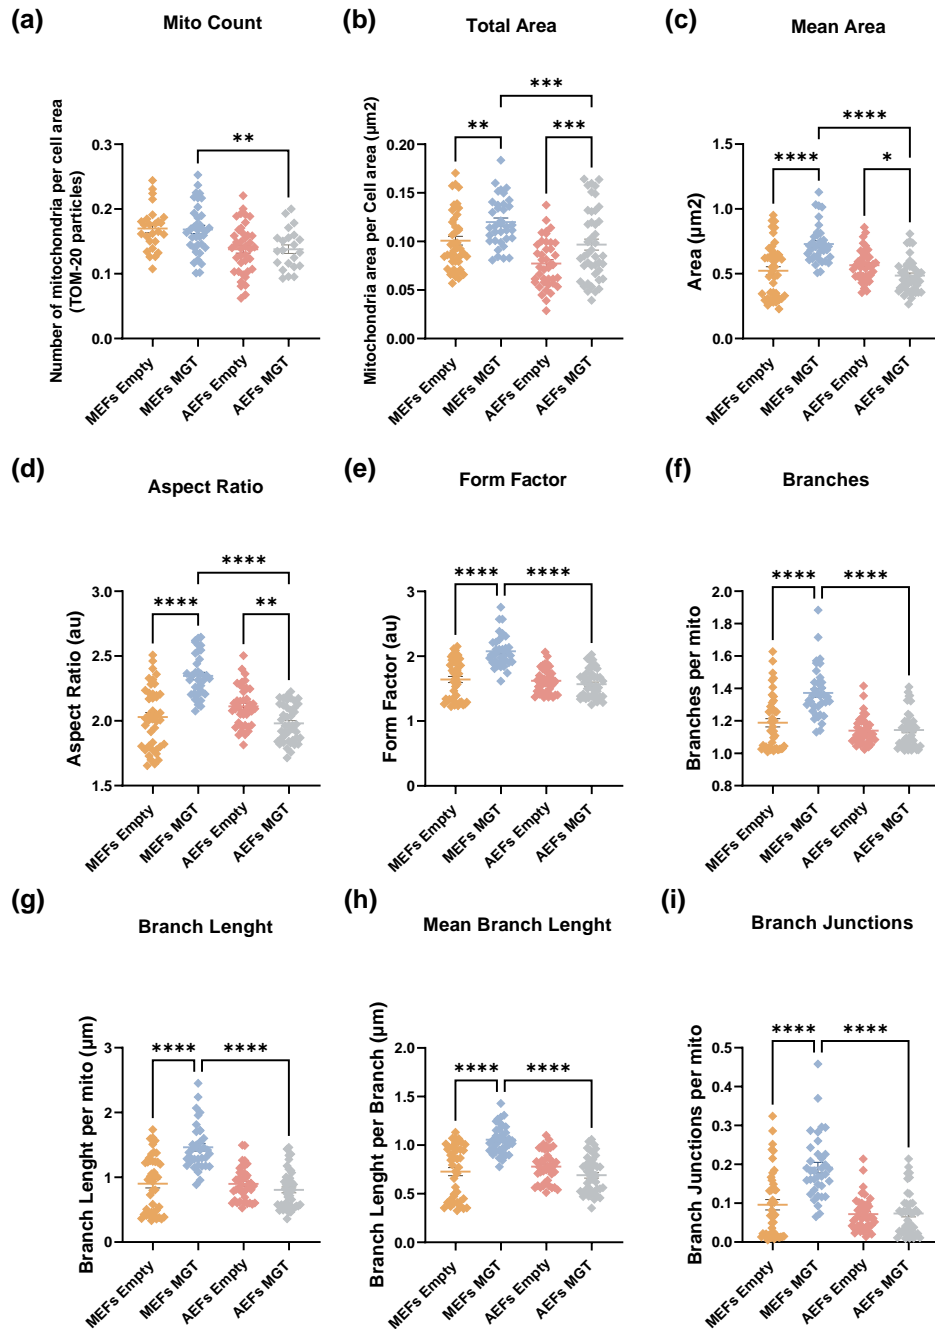 (a)
Mito Count
(b)
Total Area
(c)
Mean Area
Number of mitochondria per cell area
(TOM-20 particles)
0.3
0.2
0.1
0.0
**
MEFs Empty
MEFs MGT
AEFs Empty
AEFs MGT
Mitochondria area per Cell area (µm2)
0.20
0.15
0.10
0.05
0.00
***
**
***
MEFs Empty
MEFs MGT
AEFs Empty
AEFs MGT
Area (µm2)
1.5
1.0
0.5
0.0
****
****
*
MEFs Empty
MEFs MGT
AEFs Empty
AEFs MGT
(d)
Aspect Ratio
(e)
Form Factor
(f)
Branches
Aspect Ratio (au)
3.0
2.5
2.0
1.5
****
****
**
MEFs Empty
MEFs MGT
AEFs Empty
AEFs MGT
Form Factor (au)
3
2
1
0
****
****
MEFs Empty
MEFs MGT
AEFs Empty
AEFs MGT
Branches per mito
2.0
1.8
1.6
1.4
1.2
1.0
0.8
****
****
MEFs Empty
MEFs MGT
AEFs Empty
AEFs MGT
(g)
Branch Lenght
(h)
Mean Branch Lenght
(i)
Branch Junctions
Branch Lenght per mito (µm)
3
2
1
0
****
****
MEFs Empty
MEFs MGT
AEFs Empty
AEFs MGT
Branch Lenght per Branch (µm)
2.0
1.5
1.0
0.5
0.0
****
****
MEFs Empty
MEFs MGT
AEFs Empty
AEFs MGT
Branch Junctions per mito
0.5
0.4
0.3
0.2
0.1
0.0
****
****
MEFs Empty
MEFs MGT
AEFs Empty
AEFs MGT